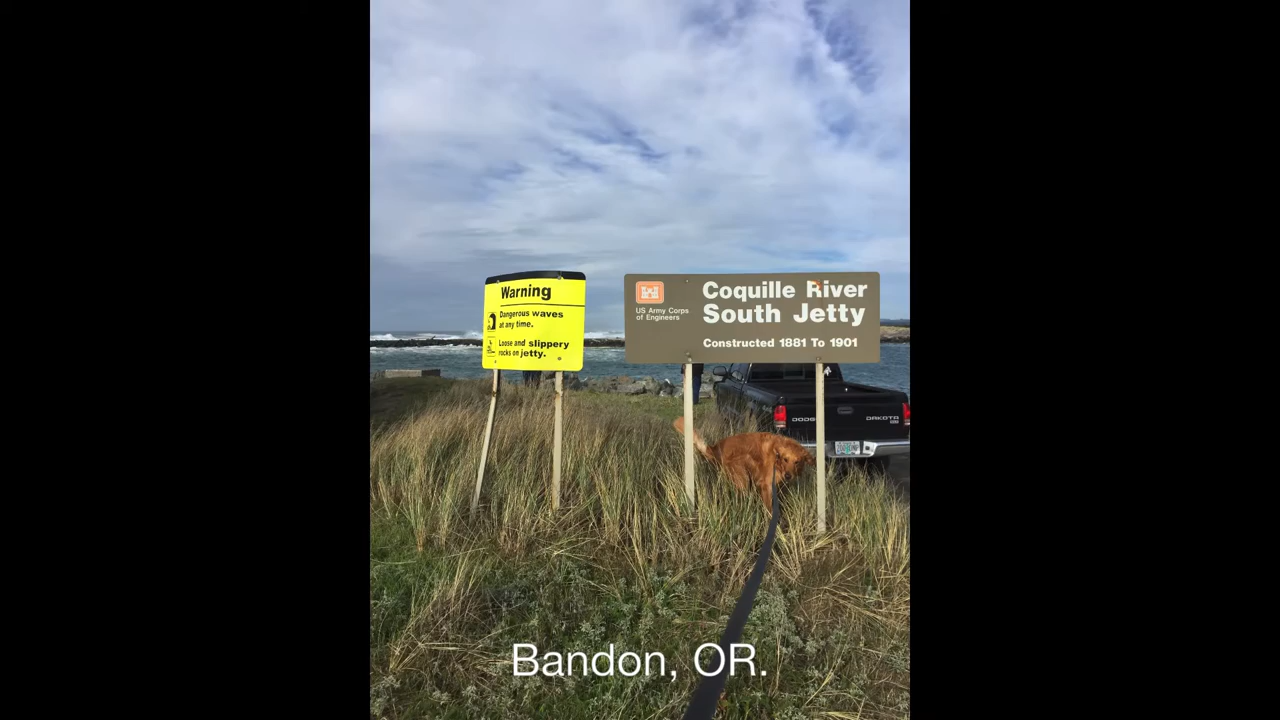 Warning
Dangerous waves
at any time.
Loose and slippery
rocks on jetty.
US Army Corps
of Engineers
Coquille River
South Jetty
Constructed 1881 To 1901
DODGE
DAKOTA
Bandon, OR.